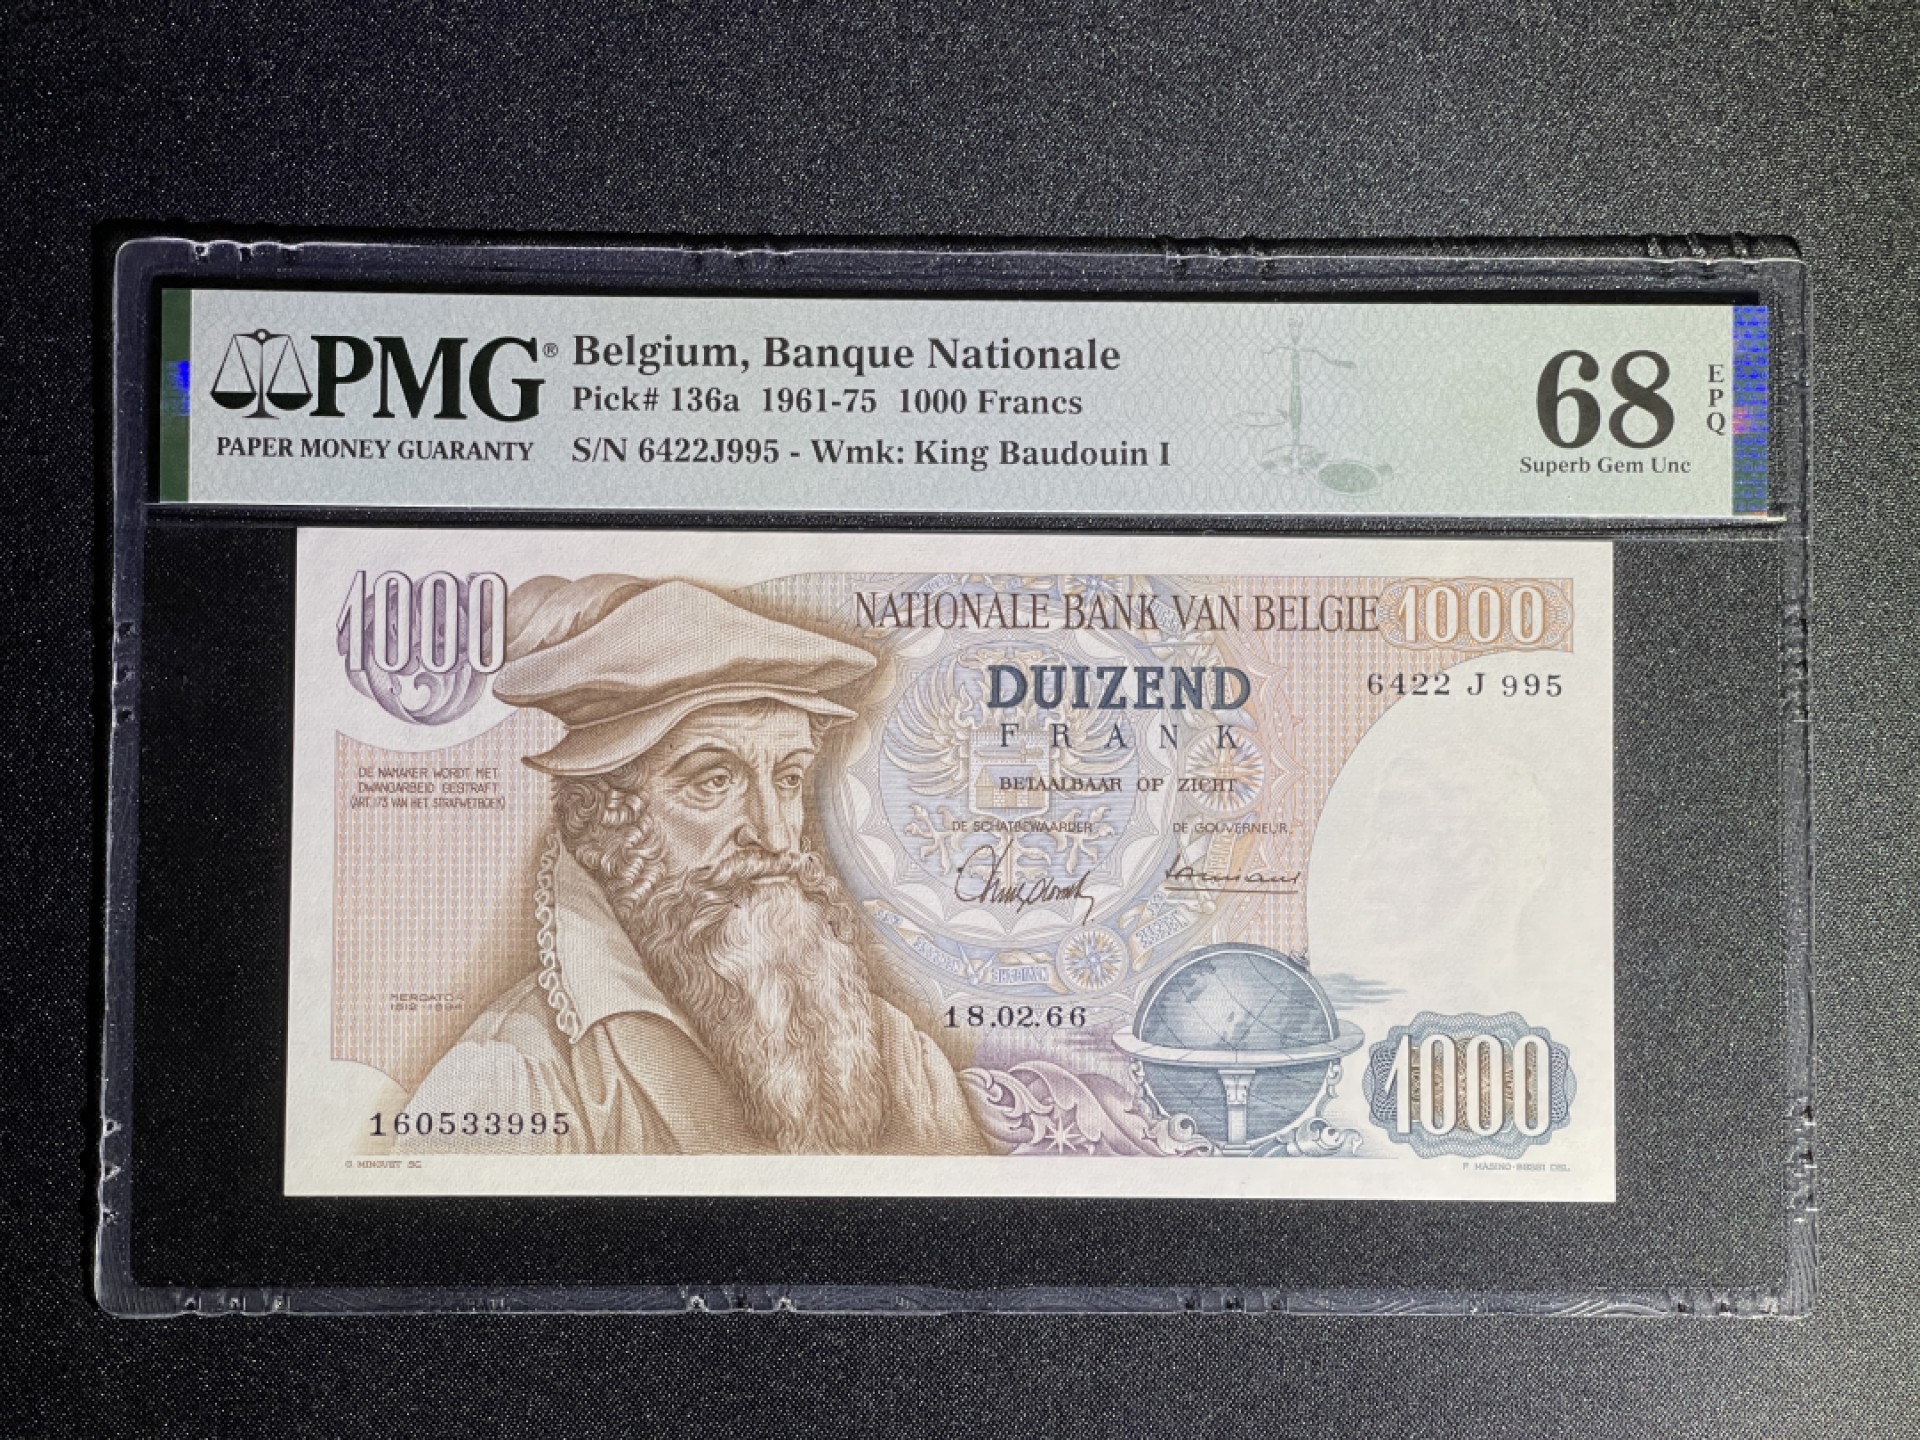 PMG®
PAPER MONEY GUARANTY
Belgium, Banque Nationale
Pick# 136a 1961-75 1000 Francs
S/N 6422J995 - Wmk: King Baudouin I
68
EPQ
Superb Gem Unc
1000
NATIONALE BANK VAN BELGIE
1000
DUIZEND
FRANK
6422 J 995
BETAALBAAR OP ZICHT
DE NAMAKER WORDT MET
DWANGARBEID GESTRAFT
(ART. 173 VAN HET STRAFWETBOEK)
DE SCHATBEWAARDER
DE GOUVERNEUR,
MERCATOR
1512-1594
18.02.66
1000
160533995
G. MINGUET SC.